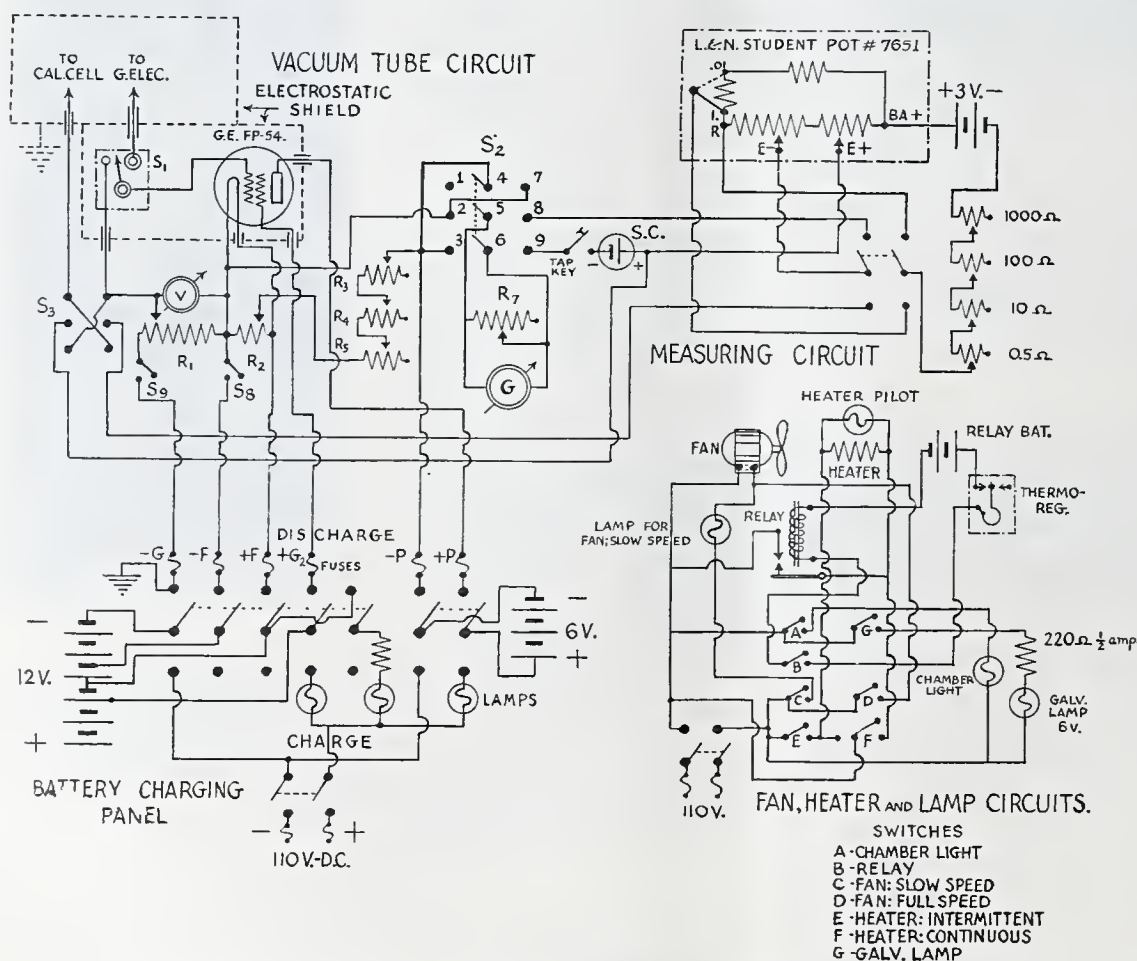 VACUUM TUBE CIRCUIT
TO CAL.CELL
TO G.ELEC.
ELECTROSTATIC
SHIELD
G.E. FP-54.
S1
S2
1 4 7
2 5 8
3 6 9
TAP
KEY
S.C.
- +
R3
R4
R5
R7
G
V
S3
R1
R2
S9
S8
L.&N. STUDENT POT # 7651
.0
1.
R
E-
E+
BA+
+3V.-
1000Ω
100Ω
10Ω
0.5Ω
MEASURING CIRCUIT
DISCHARGE
-G -F +F +G2 FUSES -P +P
-
12V.
+
-
6V.
+
LAMPS
CHARGE
BATTERY CHARGING
PANEL
- +
110V.-D.C.
HEATER PILOT
FAN
HEATER
RELAY BAT.
THERMO-
REG.
LAMP FOR
FAN; SLOW SPEED
RELAY
A G
B
C D
E F
220Ω ½ amp
CHAMBER
LIGHT
GALV.
LAMP
6V.
110V.
FAN, HEATER AND LAMP CIRCUITS.
SWITCHES
A-CHAMBER LIGHT
B-RELAY
C-FAN: SLOW SPEED
D-FAN: FULL SPEED
E-HEATER: INTERMITTENT
F-HEATER: CONTINUOUS
G-GALV. LAMP